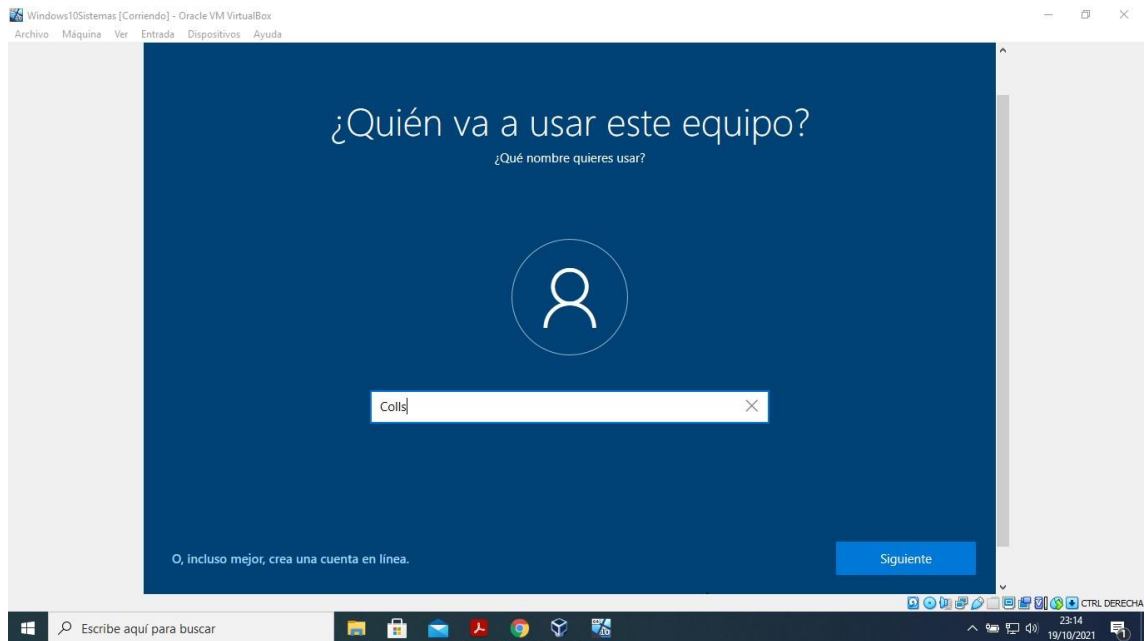 Windows10Sistemas [Corriendo] - Oracle VM VirtualBox
Archivo Máquina Ver Entrada Dispositivos Ayuda
¿Quién va a usar este equipo?
¿Qué nombre quieres usar?
Colls
O, incluso mejor, crea una cuenta en línea.
Siguiente
CTRL DERECHA
Escribe aquí para buscar
23:14
19/10/2021